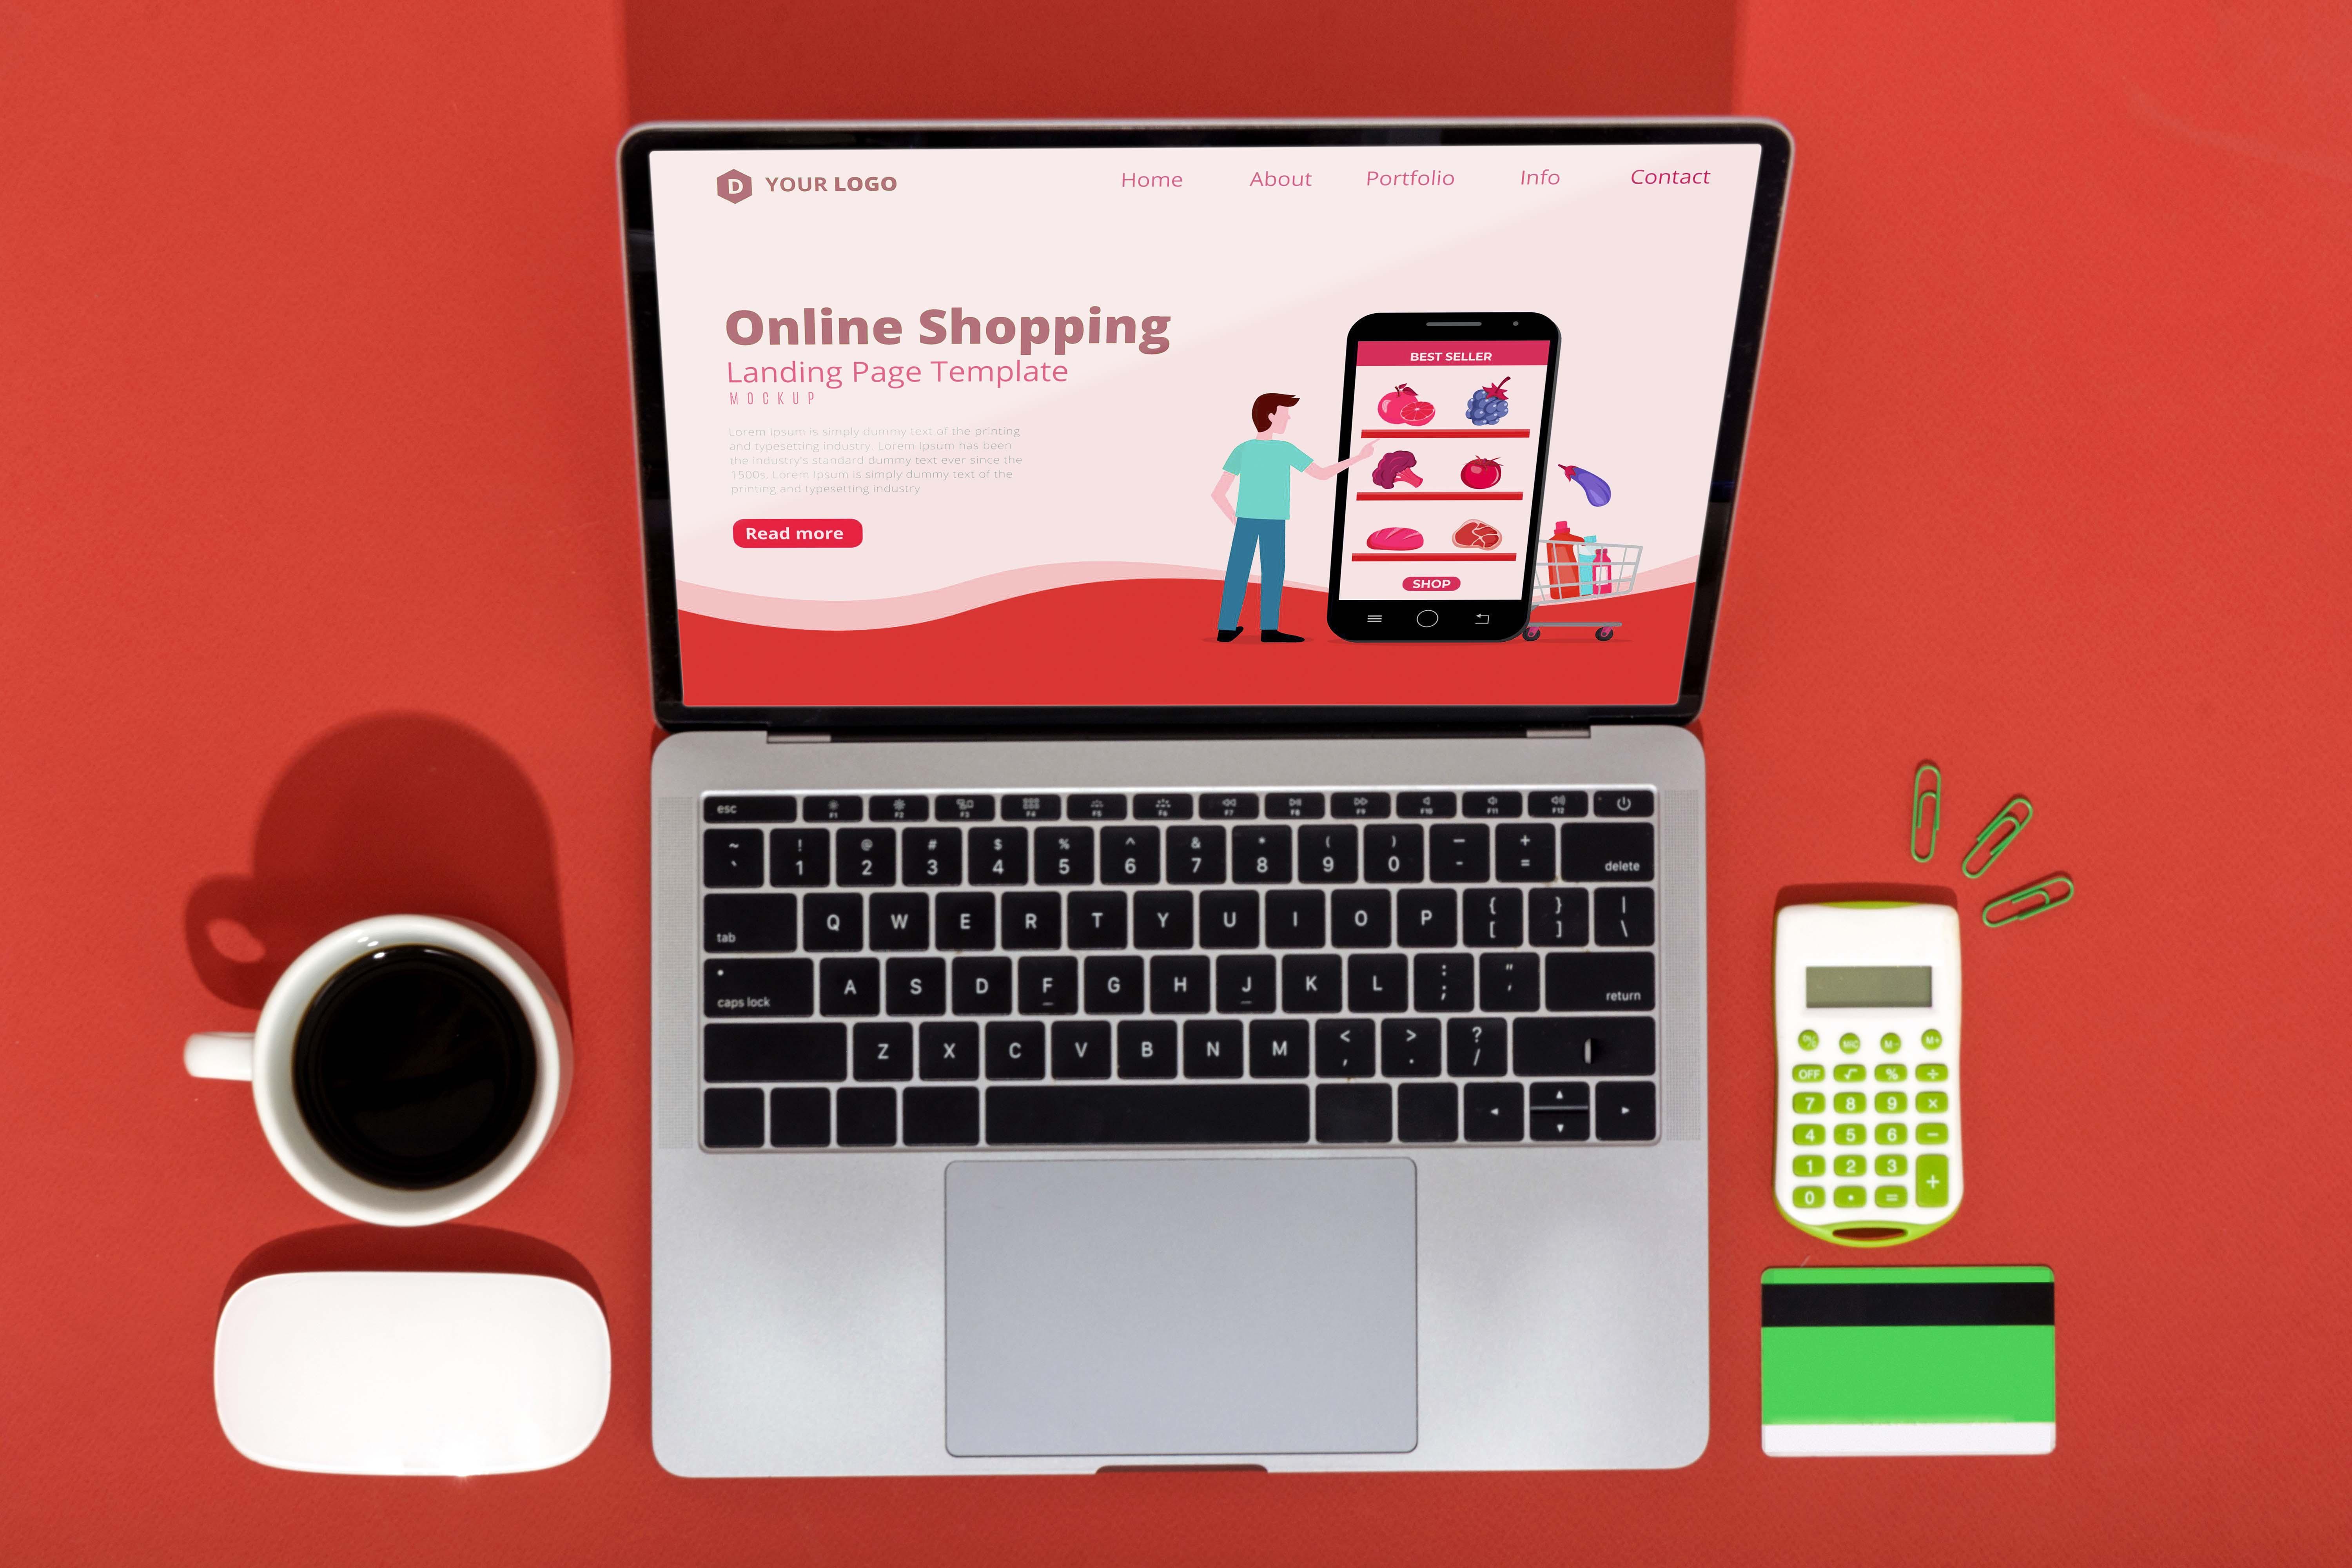 D YOUR LOGO
Home About Portfolio Info Contact
Online Shopping
Landing Page Template
MOCKUP
Lorem Ipsum is simply dummy text of the printing
and typesetting industry. Lorem Ipsum has been
the industry's standard dummy text ever since the
1500s, Lorem Ipsum is simply dummy text of the
printing and typesetting industry
Read more
BEST SELLER
SHOP
esc F1 F2 F3 F4 F5 F6 F7 F8 F9 F10 F11 F12
~ ! @ # $ % ^ & * ( ) — +
` 1 2 3 4 5 6 7 8 9 0 - = delete
tab Q W E R T Y U I O P { [ } ] | \
caps lock A S D F G H J K L : ; " ' return
Z X C V B N M < , > . ? /
MRC M- M+
OFF √ % ÷
7 8 9 ×
4 5 6 −
1 2 3 +
0 . =